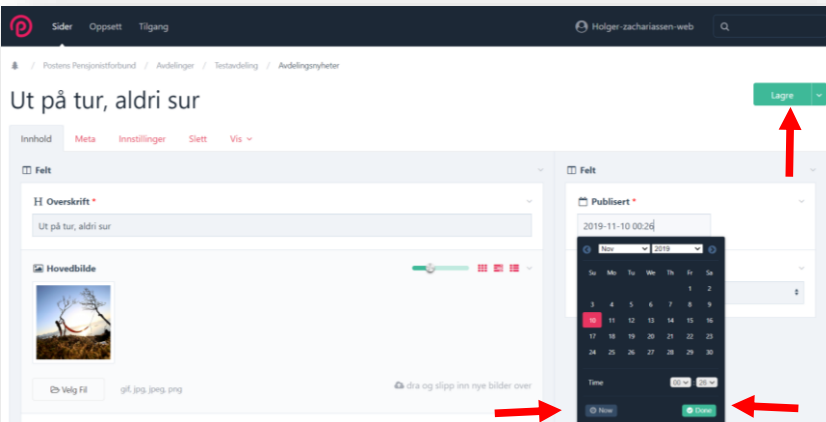 Sider Oppsett Tilgang Holger-zachariassen-web
/ Postens Pensjonistforbund / Avdelinger / Testavdeling / Avdelingsnyheter
Ut på tur, aldri sur
Lagre
Innhold Meta Innstillinger Slett Vis
Felt
Overskrift *
Ut på tur, aldri sur
Hovedbilde
Velg Fil gif, jpg, jpeg, png dra og slipp inn nye bilder over
Felt
Publisert *
2019-11-10 00:26
Nov 2019
Su Mo Tu We Th Fr Sa
1 2
3 4 5 6 7 8 9
10 11 12 13 14 15 16
17 18 19 20 21 22 23
24 25 26 27 28 29 30
Time 00 : 26
Now Done